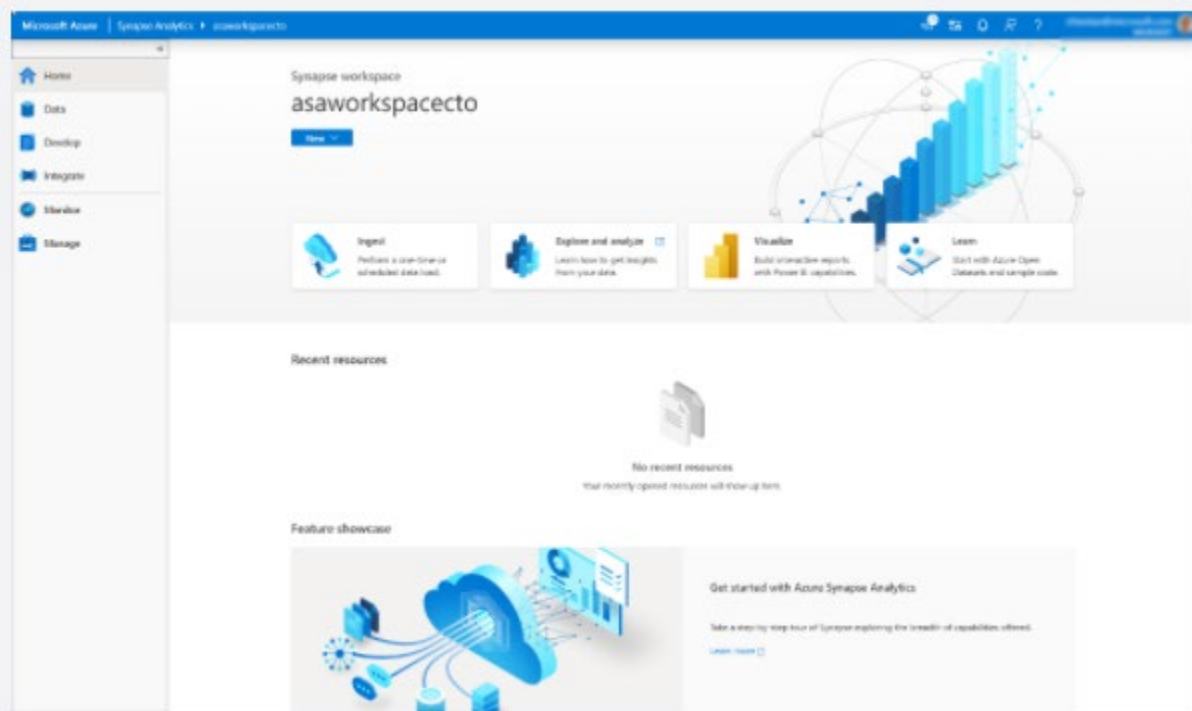 Microsoft Azure | Synapse Analytics ▸ asaworkspacecto
Home
Data
Develop
Integrate
Monitor
Manage
Synapse workspace
asaworkspacecto
New
Ingest
Perform a one-time or
scheduled data load.
Explore and analyze
Learn how to get insights
from your data.
Visualize
Build interactive reports
with Power BI capabilities.
Learn
Start with Azure Open
Datasets and sample code.
Recent resources
No recent resources
Your recently opened resources will show up here.
Feature showcase
Get started with Azure Synapse Analytics
Take a step-by-step tour of Synapse exploring the breadth of capabilities offered.
Learn more